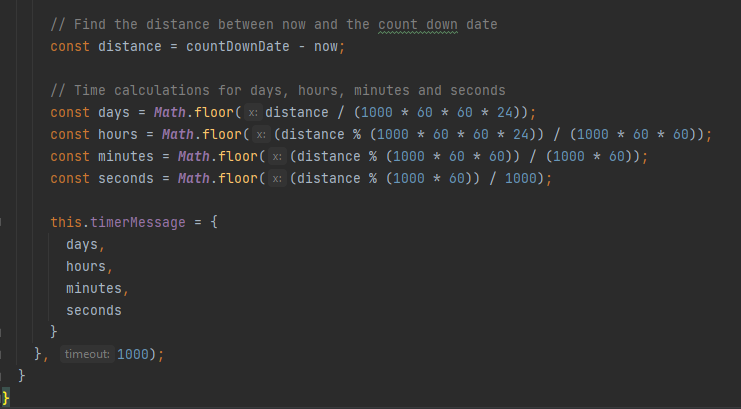 // Find the distance between now and the count down date
const distance = countDownDate - now;
// Time calculations for days, hours, minutes and seconds
const days = Math.floor( x: distance / (1000 * 60 * 60 * 24));
const hours = Math.floor( x: (distance % (1000 * 60 * 60 * 24)) / (1000 * 60 * 60));
const minutes = Math.floor( x: (distance % (1000 * 60 * 60)) / (1000 * 60));
const seconds = Math.floor( x: (distance % (1000 * 60)) / 1000);
this.timerMessage = {
days,
hours,
minutes,
seconds
}
}, timeout: 1000);
}
}